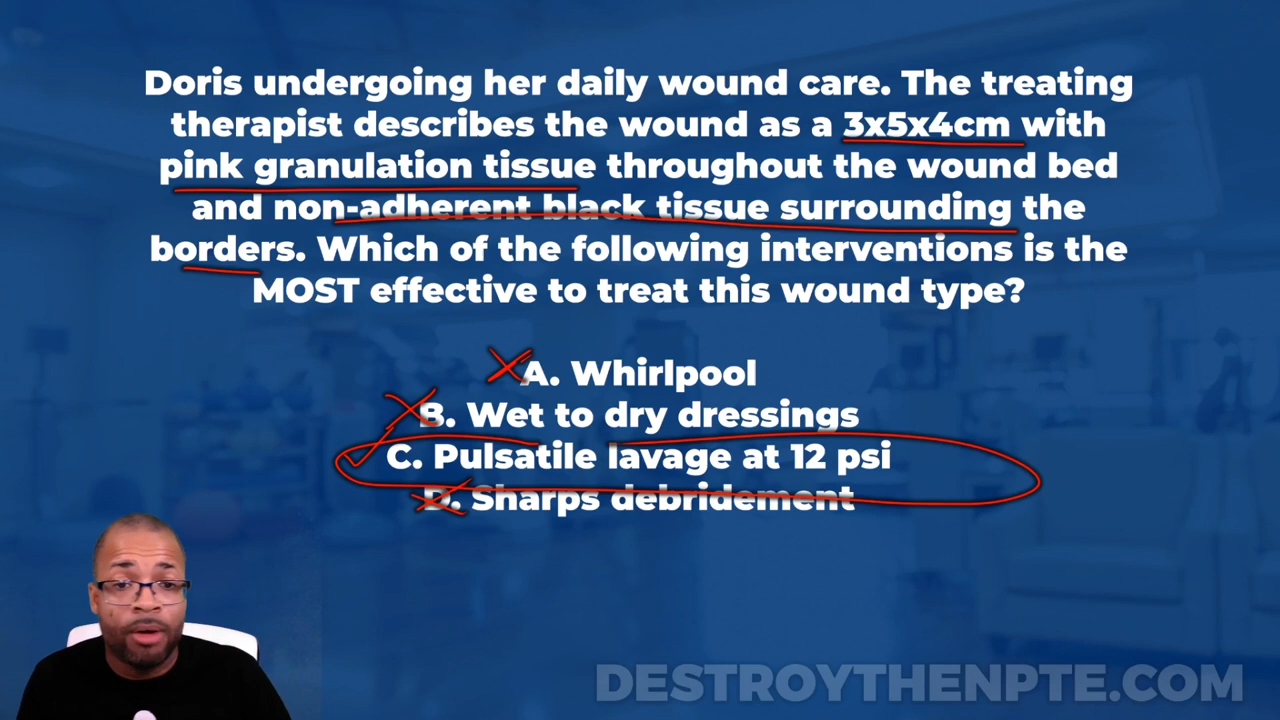 Doris undergoing her daily wound care. The treating
therapist describes the wound as a 3x5x4cm with
pink granulation tissue throughout the wound bed
and non-adherent black tissue surrounding the
borders. Which of the following interventions is the
MOST effective to treat this wound type?
A. Whirlpool
B. Wet to dry dressings
C. Pulsatile lavage at 12 psi
D. Sharps debridement
DESTROYTHENPTE.COM